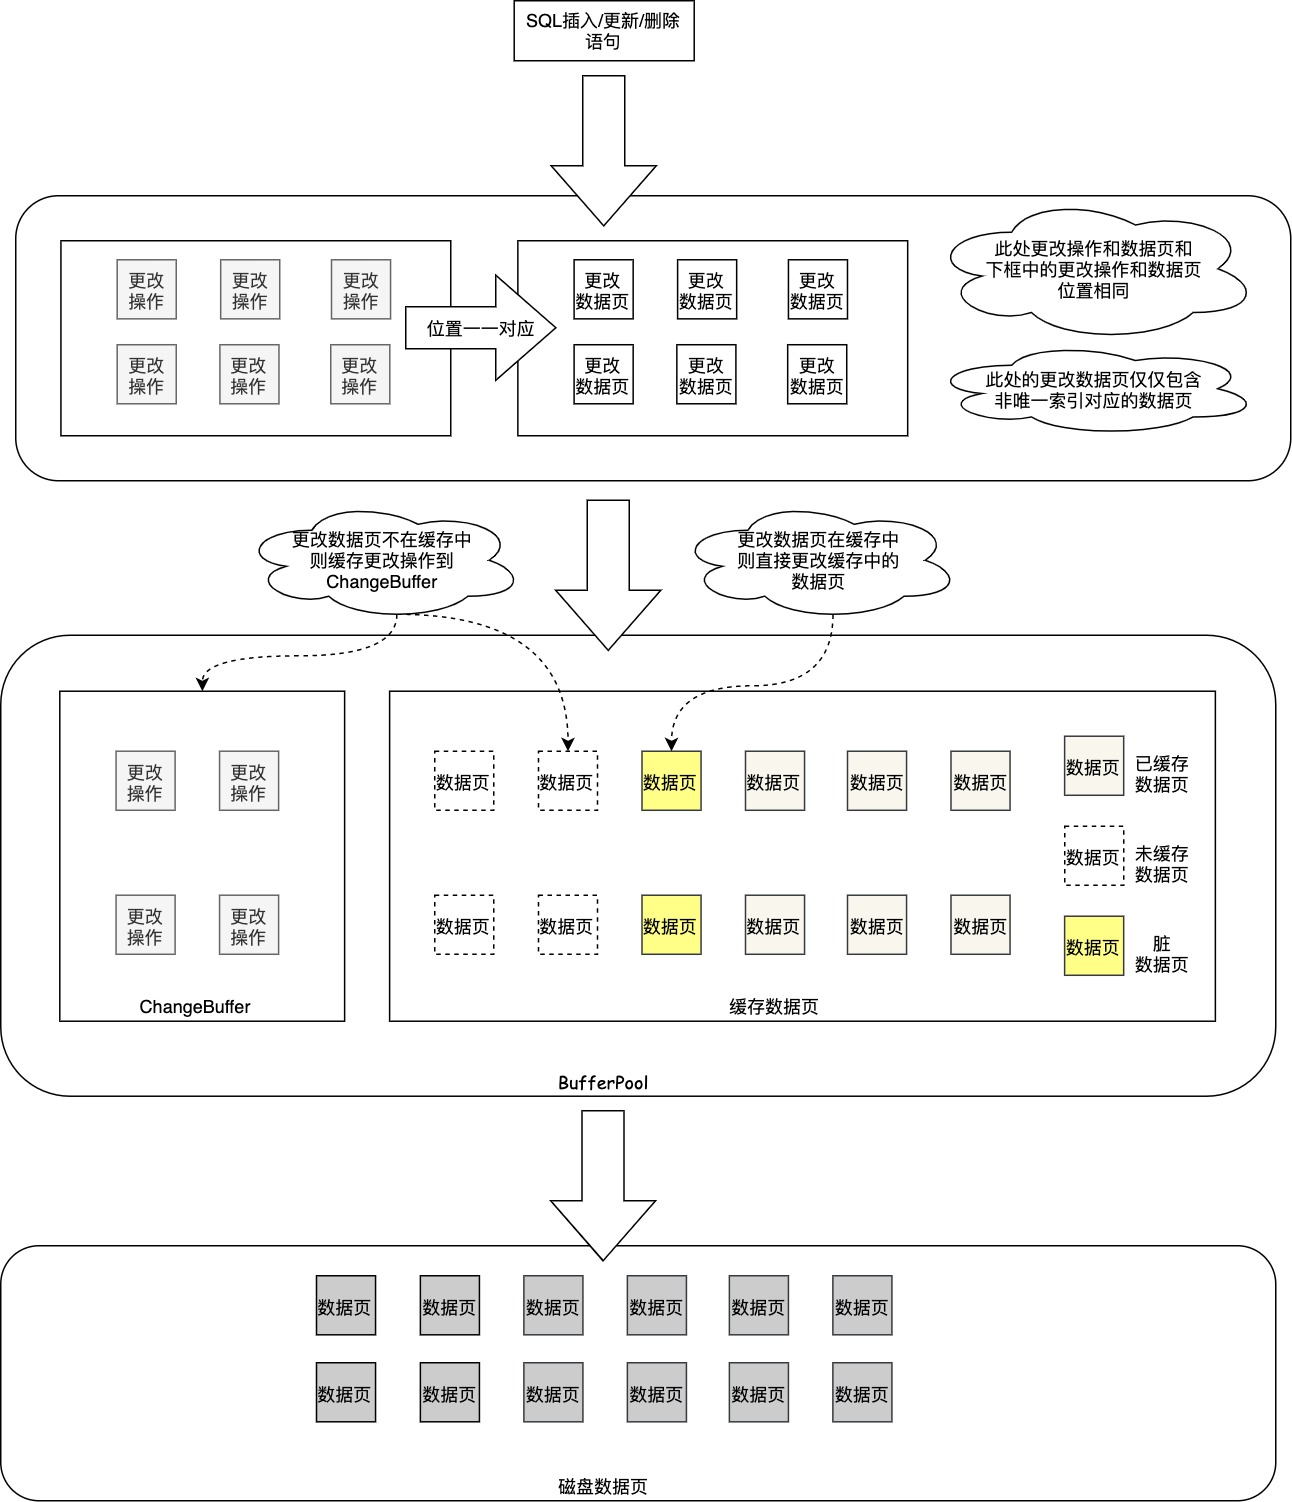 SQL插入/更新/删除
语句
更改
操作
更改
操作
更改
操作
更改
操作
更改
操作
更改
操作
位置一一对应
更改
数据页
更改
数据页
更改
数据页
更改
数据页
更改
数据页
更改
数据页
此处更改操作和数据页和
下框中的更改操作和数据页
位置相同
此处的更改数据页仅仅包含
非唯一索引对应的数据页
更改数据页不在缓存中
则缓存更改操作到
ChangeBuffer
更改数据页在缓存中
则直接更改缓存中的
数据页
更改
操作
更改
操作
更改
操作
更改
操作
ChangeBuffer
数据页
数据页
数据页
数据页
数据页
数据页
数据页
数据页
数据页
数据页
数据页
数据页
数据页
已缓存
数据页
数据页
未缓存
数据页
数据页
脏
数据页
缓存数据页
BufferPool
数据页
数据页
数据页
数据页
数据页
数据页
数据页
数据页
数据页
数据页
数据页
数据页
磁盘数据页